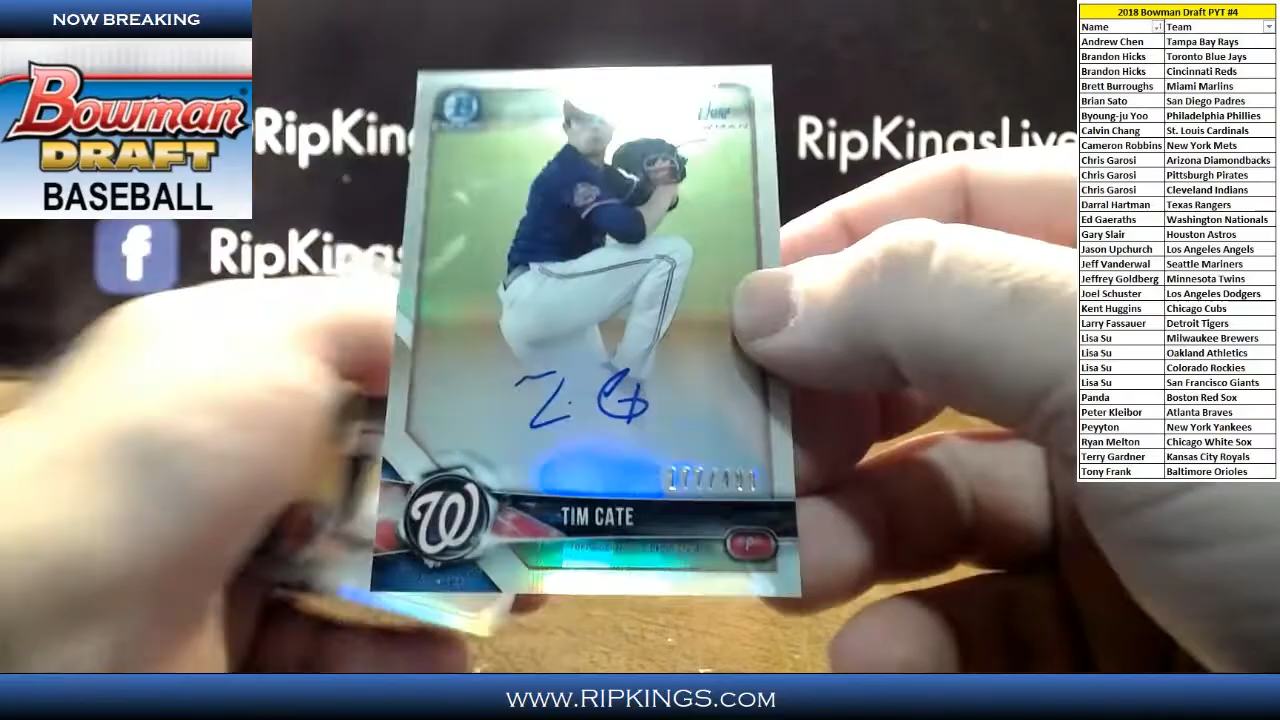 NOW BREAKING
Bowman
DRAFT
BASEBALL
RipKing
RipKingsLive
f
RipKings
W
TIM CATE
P
2018 Bowman Draft PYT #4
Name Team
Andrew Chen Tampa Bay Rays
Brandon Hicks Toronto Blue Jays
Brandon Hicks Cincinnati Reds
Brett Burroughs Miami Marlins
Brian Sato San Diego Padres
Byoung-ju Yoo Philadelphia Phillies
Calvin Chang St. Louis Cardinals
Cameron Robbins New York Mets
Chris Garosi Arizona Diamondbacks
Chris Garosi Pittsburgh Pirates
Chris Garosi Cleveland Indians
Darral Hartman Texas Rangers
Ed Gaeraths Washington Nationals
Gary Slair Houston Astros
Jason Upchurch Los Angeles Angels
Jeff Vanderwal Seattle Mariners
Jeffrey Goldberg Minnesota Twins
Joel Schuster Los Angeles Dodgers
Kent Huggins Chicago Cubs
Larry Fassauer Detroit Tigers
Lisa Su Milwaukee Brewers
Lisa Su Oakland Athletics
Lisa Su Colorado Rockies
Lisa Su San Francisco Giants
Panda Boston Red Sox
Peter Kleibor Atlanta Braves
Peyyton New York Yankees
Ryan Melton Chicago White Sox
Terry Gardner Kansas City Royals
Tony Frank Baltimore Orioles
WWW.RIPKINGS.COM